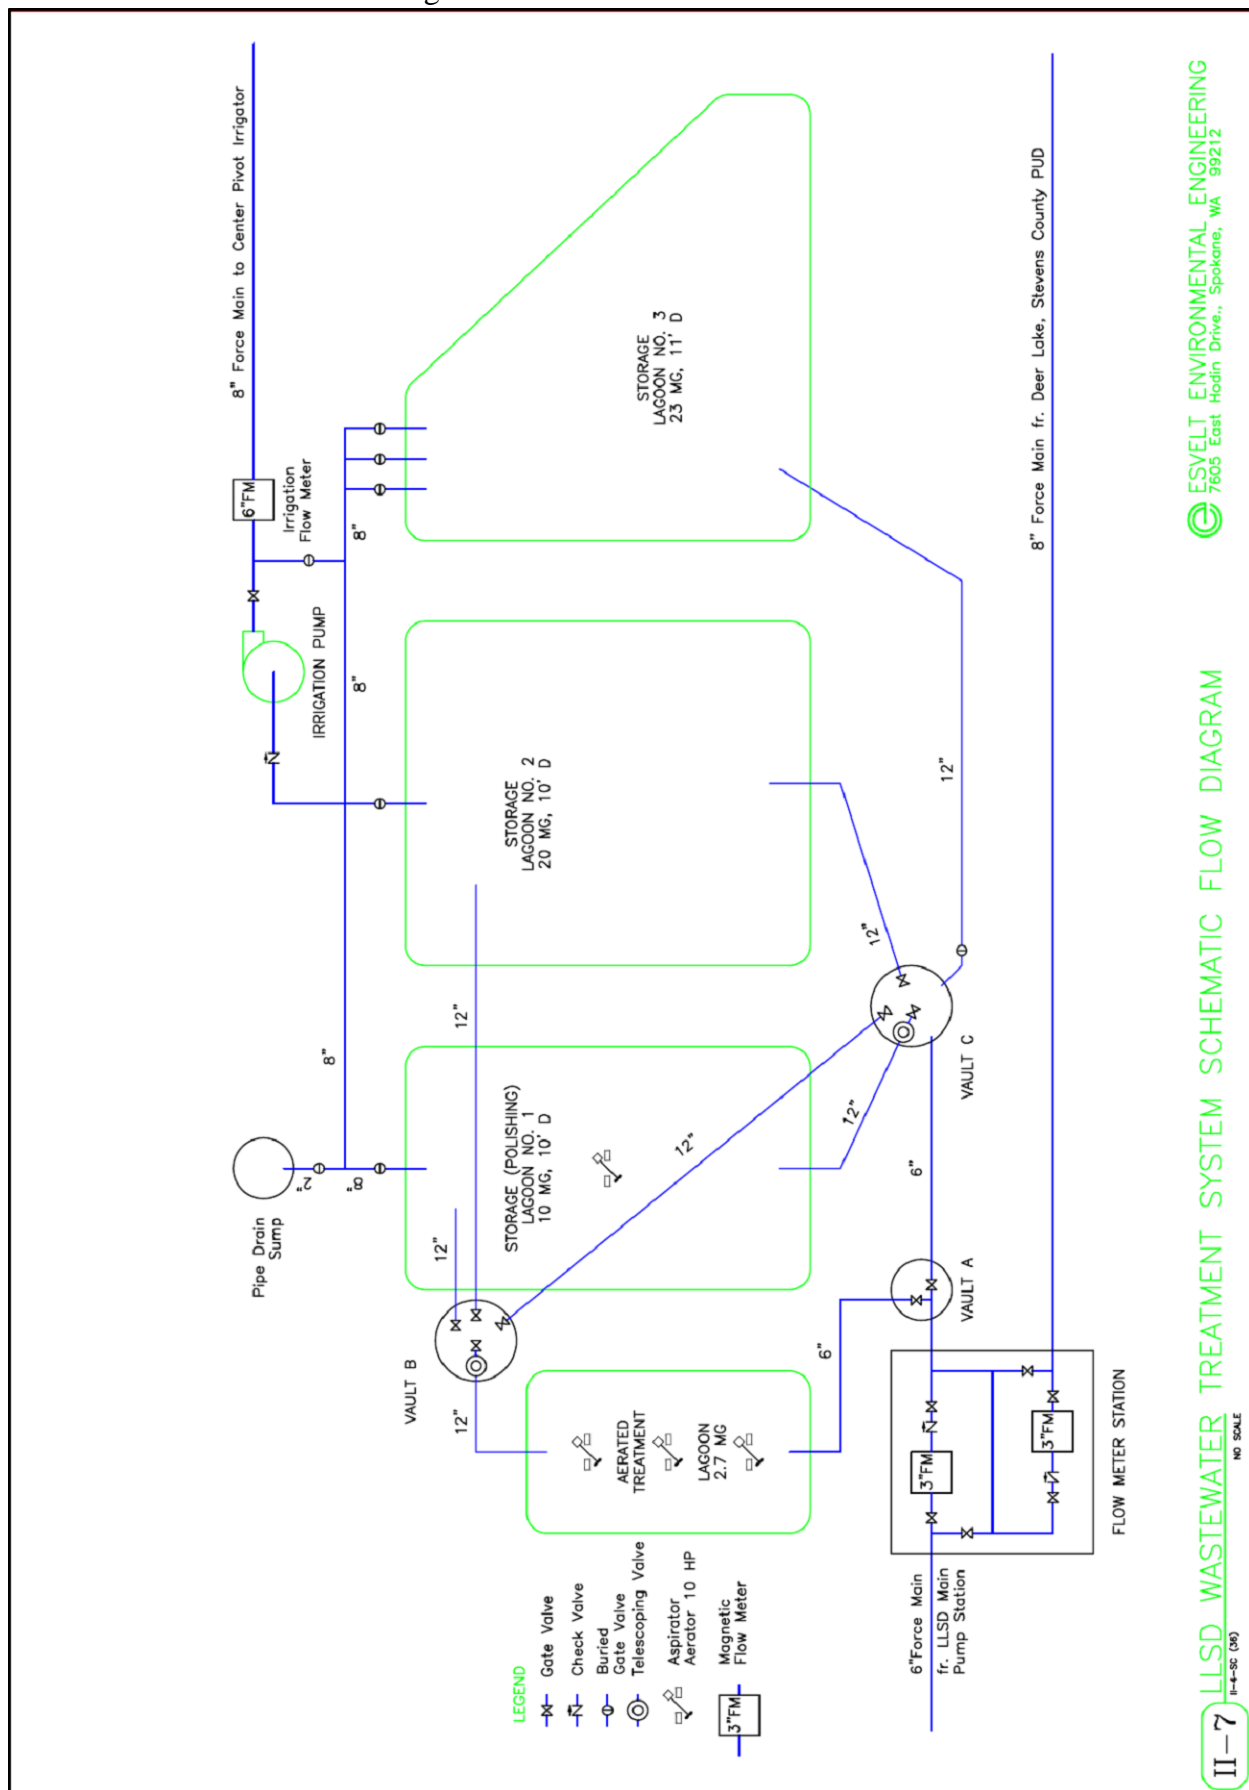 8" Force Main to Center Pivot Irrigator
6"FM
Irrigation
Flow Meter
8"
IRRIGATION PUMP
8"
8"
Pipe Drain
Sump
2"
8"
STORAGE
LAGOON NO. 3
23 MG, 11' D
STORAGE
LAGOON NO. 2
20 MG, 10' D
STORAGE (POLISHING)
LAGOON NO. 1
10 MG, 10' D
12"
12"
12"
12"
12"
12"
12"
VAULT B
AERATED
TREATMENT
LAGOON
2.7 MG
VAULT C
6"
VAULT A
6"
8" Force Main fr. Deer Lake, Stevens County PUD
3"FM
3"FM
FLOW METER STATION
6"Force Main
fr. LLSD Main
Pump Station
LEGEND
Gate Valve
Check Valve
Buried
Gate Valve
Telescoping Valve
Aspirator
Aerator 10 HP
3"FM
Magnetic
Flow Meter
II-7
LLSD WASTEWATER TREATMENT SYSTEM SCHEMATIC FLOW DIAGRAM
II-6-SC (36)
NO SCALE
ESVELT ENVIRONMENTAL ENGINEERING
7605 East Hodin Drive., Spokane, WA 99212